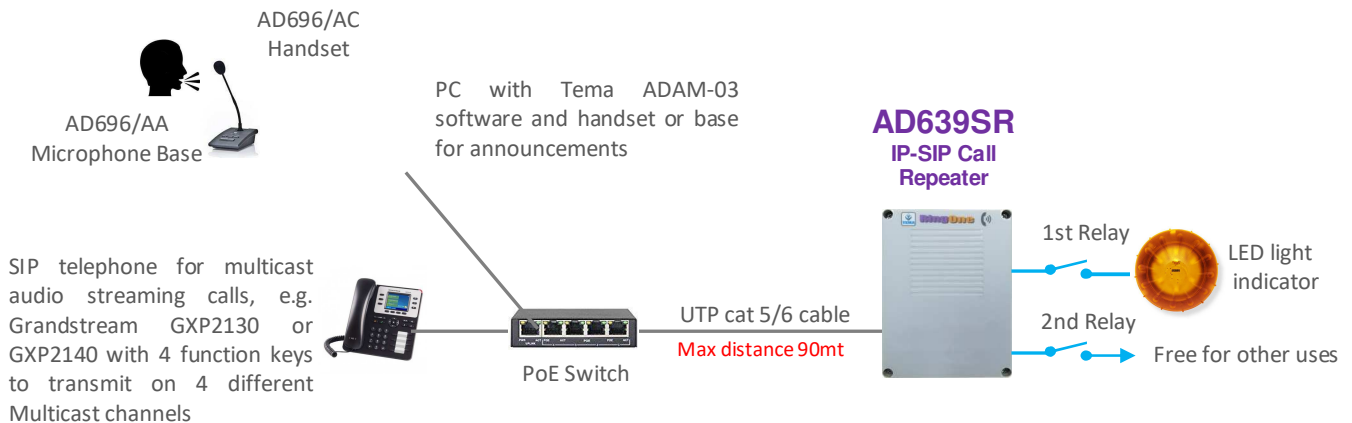 AD696/AC
Handset
AD696/AA
Microphone Base
PC with Tema ADAM-03
software and handset or base
for announcements
AD639SR
IP-SIP Call
Repeater
RingOne
1st Relay
LED light
indicator
2nd Relay
Free for other uses
SIP telephone for multicast
audio streaming calls, e.g.
Grandstream GXP2130 or
GXP2140 with 4 function keys
to transmit on 4 different
Multicast channels
PoE Switch
UTP cat 5/6 cable
Max distance 90mt